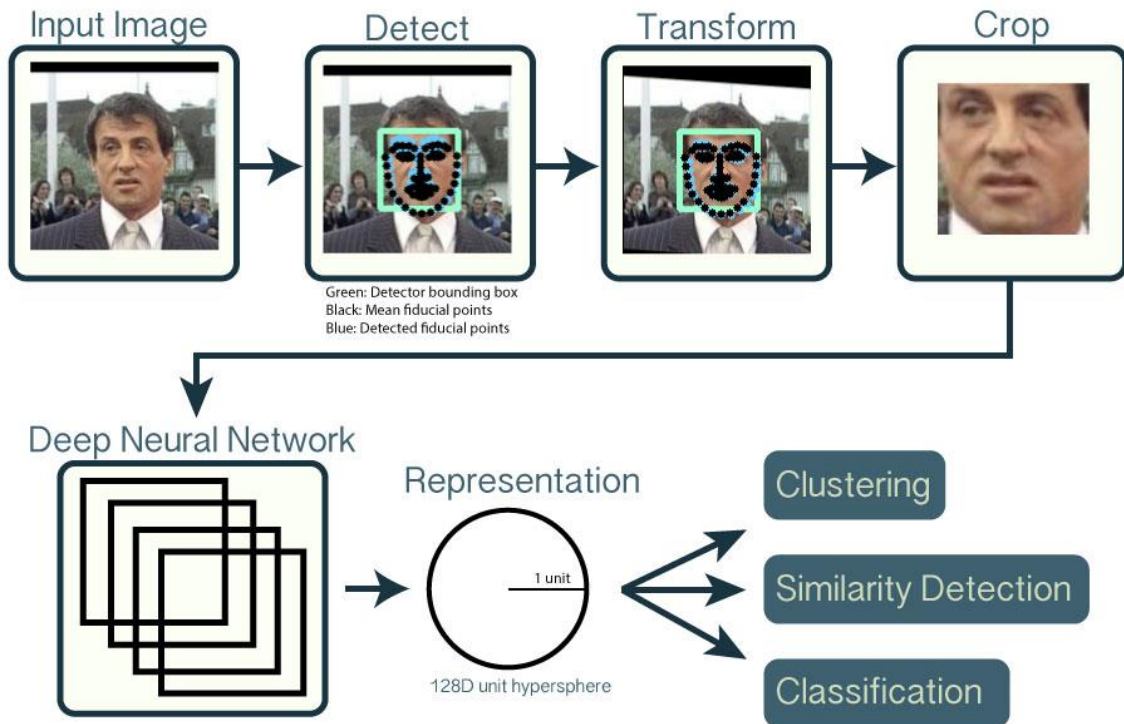 Input Image
Detect
Transform
Crop
Green: Detector bounding box
Black: Mean fiducial points
Blue: Detected fiducial points
Deep Neural Network
Representation
1 unit
128D unit hypersphere
Clustering
Similarity Detection
Classification